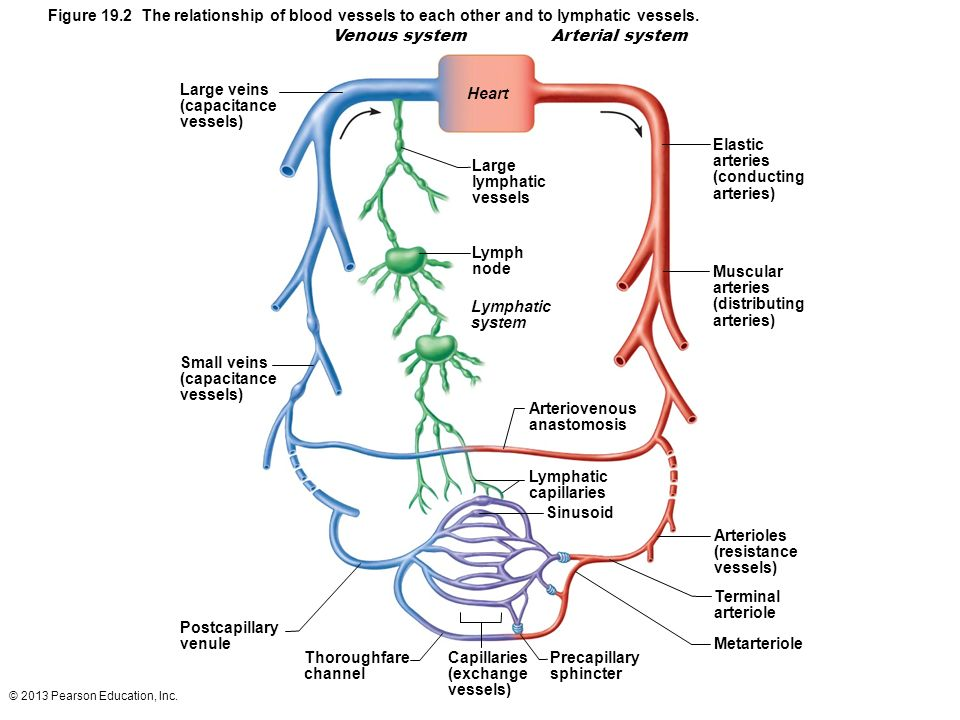 Figure 19.2 The relationship of blood vessels to each other and to lymphatic vessels.
Venous system
Arterial system
Large veins
(capacitance
vessels)
Heart
Elastic
arteries
(conducting
arteries)
Large
lymphatic
vessels
Lymph
node
Muscular
arteries
(distributing
arteries)
Lymphatic
system
Small veins
(capacitance
vessels)
Arteriovenous
anastomosis
Lymphatic
capillaries
Sinusoid
Arterioles
(resistance
vessels)
Terminal
arteriole
Postcapillary
venule
Metarteriole
Thoroughfare
channel
Capillaries
(exchange
vessels)
Precapillary
sphincter
© 2013 Pearson Education, Inc.